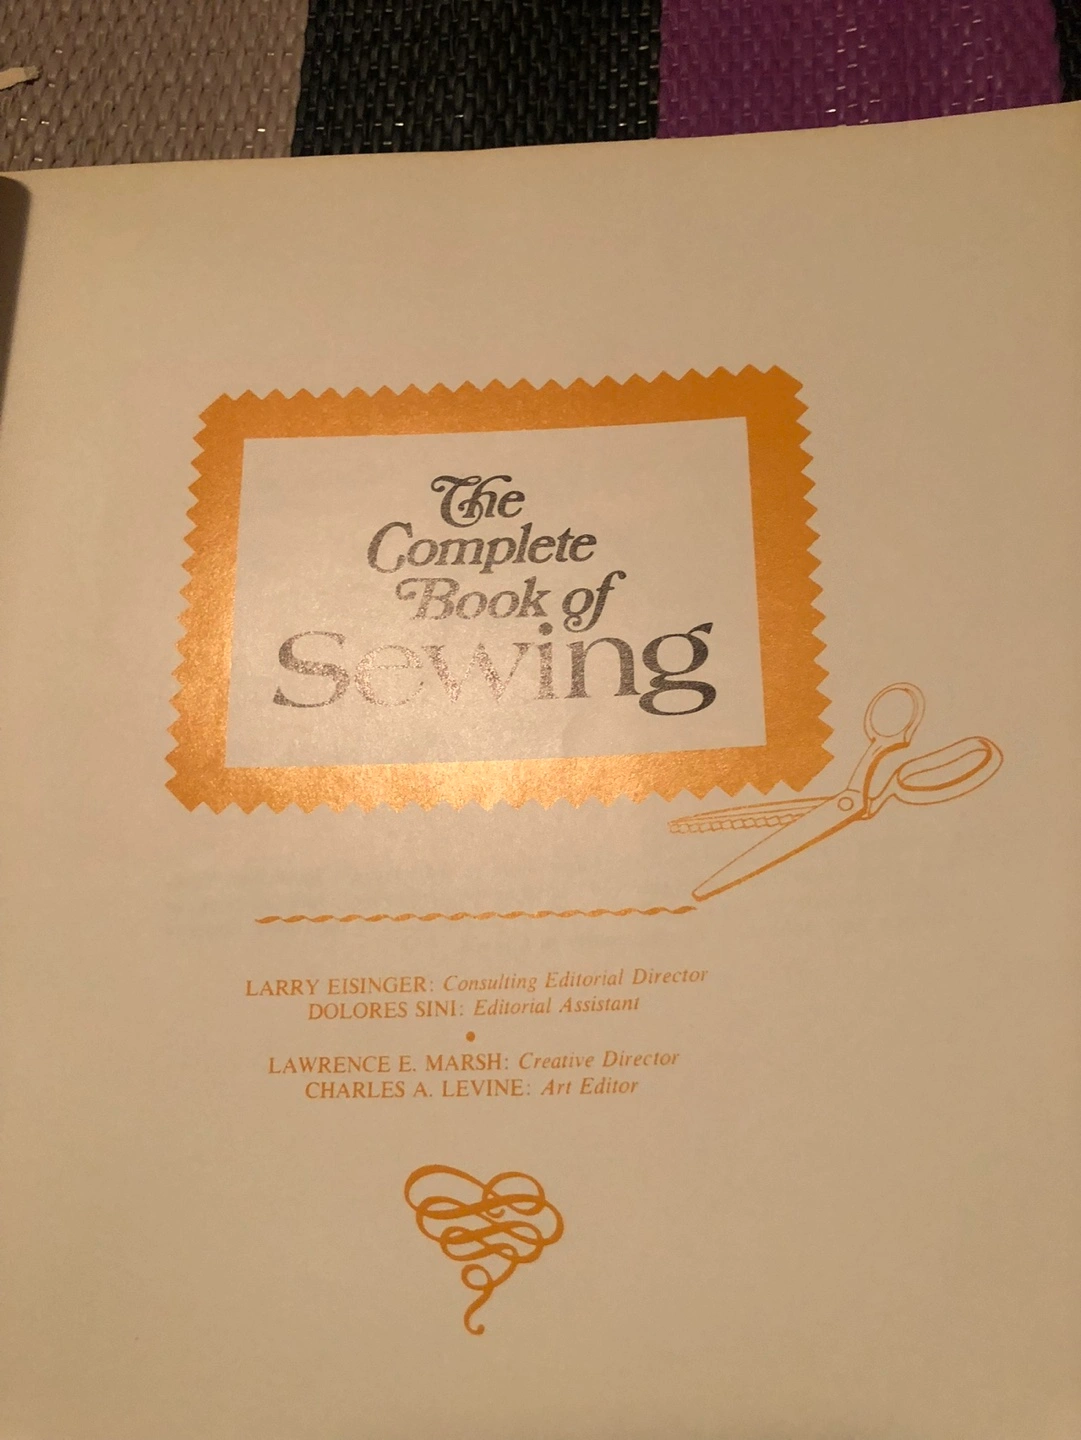 The
Complete
Book of
Sewing
LARRY EISINGER: Consulting Editorial Director
DOLORES SINI: Editorial Assistant
•
LAWRENCE E. MARSH: Creative Director
CHARLES A. LEVINE: Art Editor